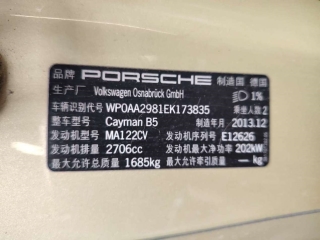 品牌 PORSCHE 制造国 德国
生产厂 Volkswagen Osnabrück GmbH 1%
车辆识别代号 WP0AA2981EK173835 乘坐人数 2
整车型号 Cayman B5 制造年月 2013.12
发动机型号 MA122CV 发动机序列号 E12626
发动机排量 2706cc 发动机最大净功率 202kW
最大允许总质量 1685kg 最大允许牵引质量 — kg